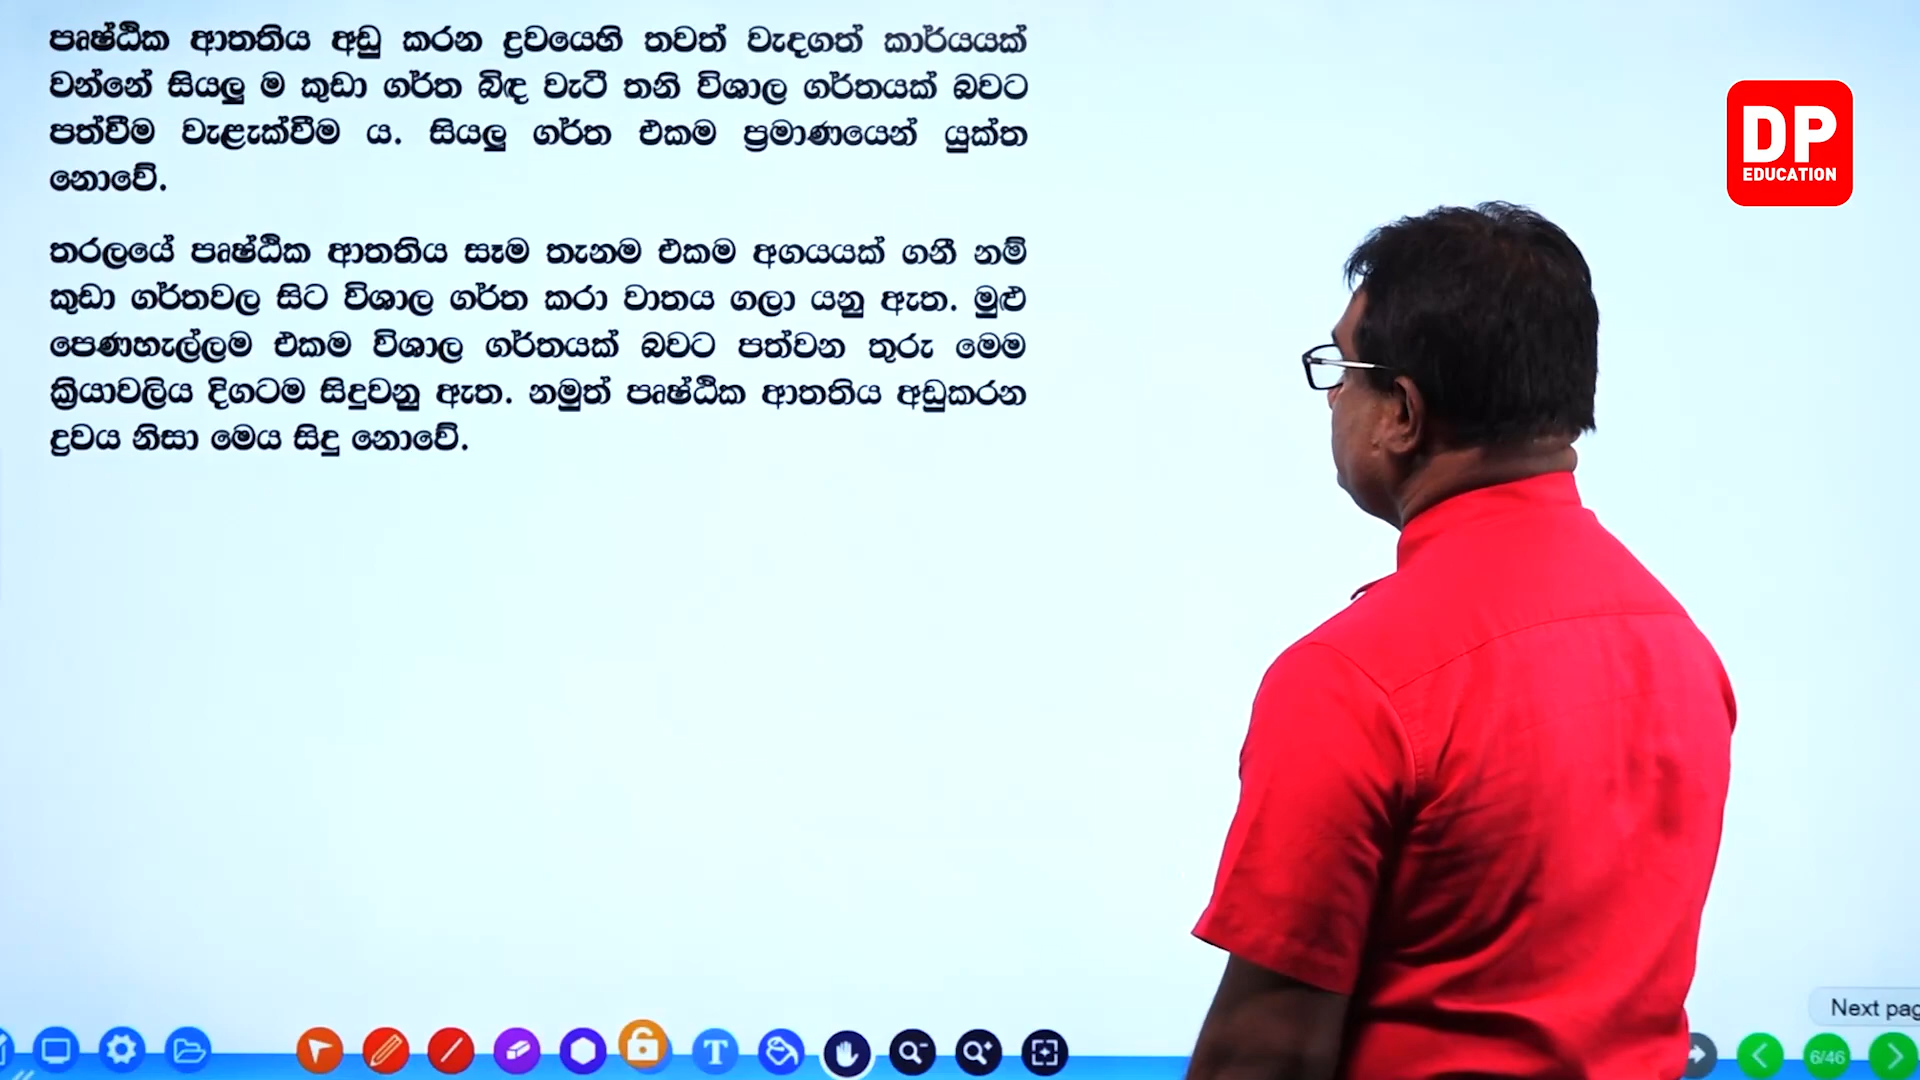 පෘෂ්ඨික ආතතිය අඩු කරන ද්‍රවයෙහි තවත් වැදගත් කාර්යයක්
වන්නේ සියලු ම කුඩා ගර්ත බිඳ වැටී තනි විශාල ගර්තයක් බවට
පත්වීම වැළැක්වීම ය. සියලු ගර්ත එකම ප්‍රමාණයෙන් යුක්ත
නොවේ.
තරලයේ පෘෂ්ඨික ආතතිය සෑම තැනම එකම අගයයක් ගනී නම්
කුඩා ගර්තවල සිට විශාල ගර්ත කරා වාතය ගලා යනු ඇත. මුළු
පෙණහැල්ලම එකම විශාල ගර්තයක් බවට පත්වන තුරු මෙම
ක්‍රියාවලිය දිගටම සිදුවනු ඇත. නමුත් පෘෂ්ඨික ආතතිය අඩුකරන
ද්‍රවය නිසා මෙය සිදු නොවේ.
DP
EDUCATION
T
Next pag
6/46